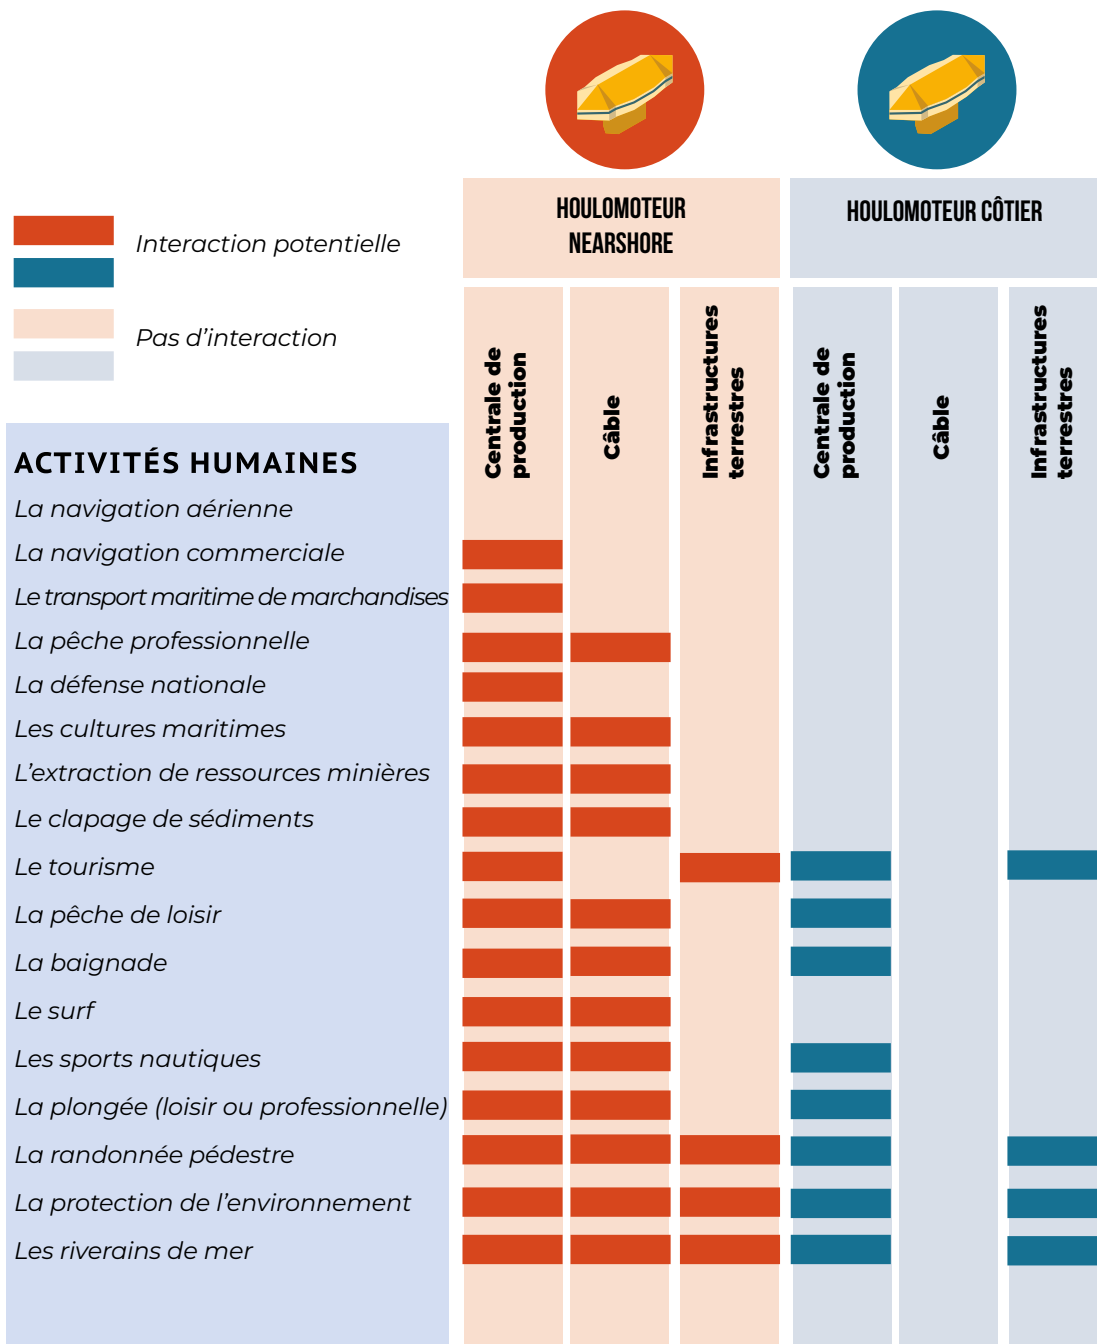 HOULOMOTEUR
NEARSHORE
HOULOMOTEUR CÔTIER
Interaction potentielle
Pas d’interaction
Centrale de
production
Câble
Infrastructures
terrestres
Centrale de
production
Câble
Infrastructures
terrestres
ACTIVITÉS HUMAINES
La navigation aérienne
La navigation commerciale
Le transport maritime de marchandises
La pêche professionnelle
La défense nationale
Les cultures maritimes
L’extraction de ressources minières
Le clapage de sédiments
Le tourisme
La pêche de loisir
La baignade
Le surf
Les sports nautiques
La plongée (loisir ou professionnelle)
La randonnée pédestre
La protection de l’environnement
Les riverains de mer